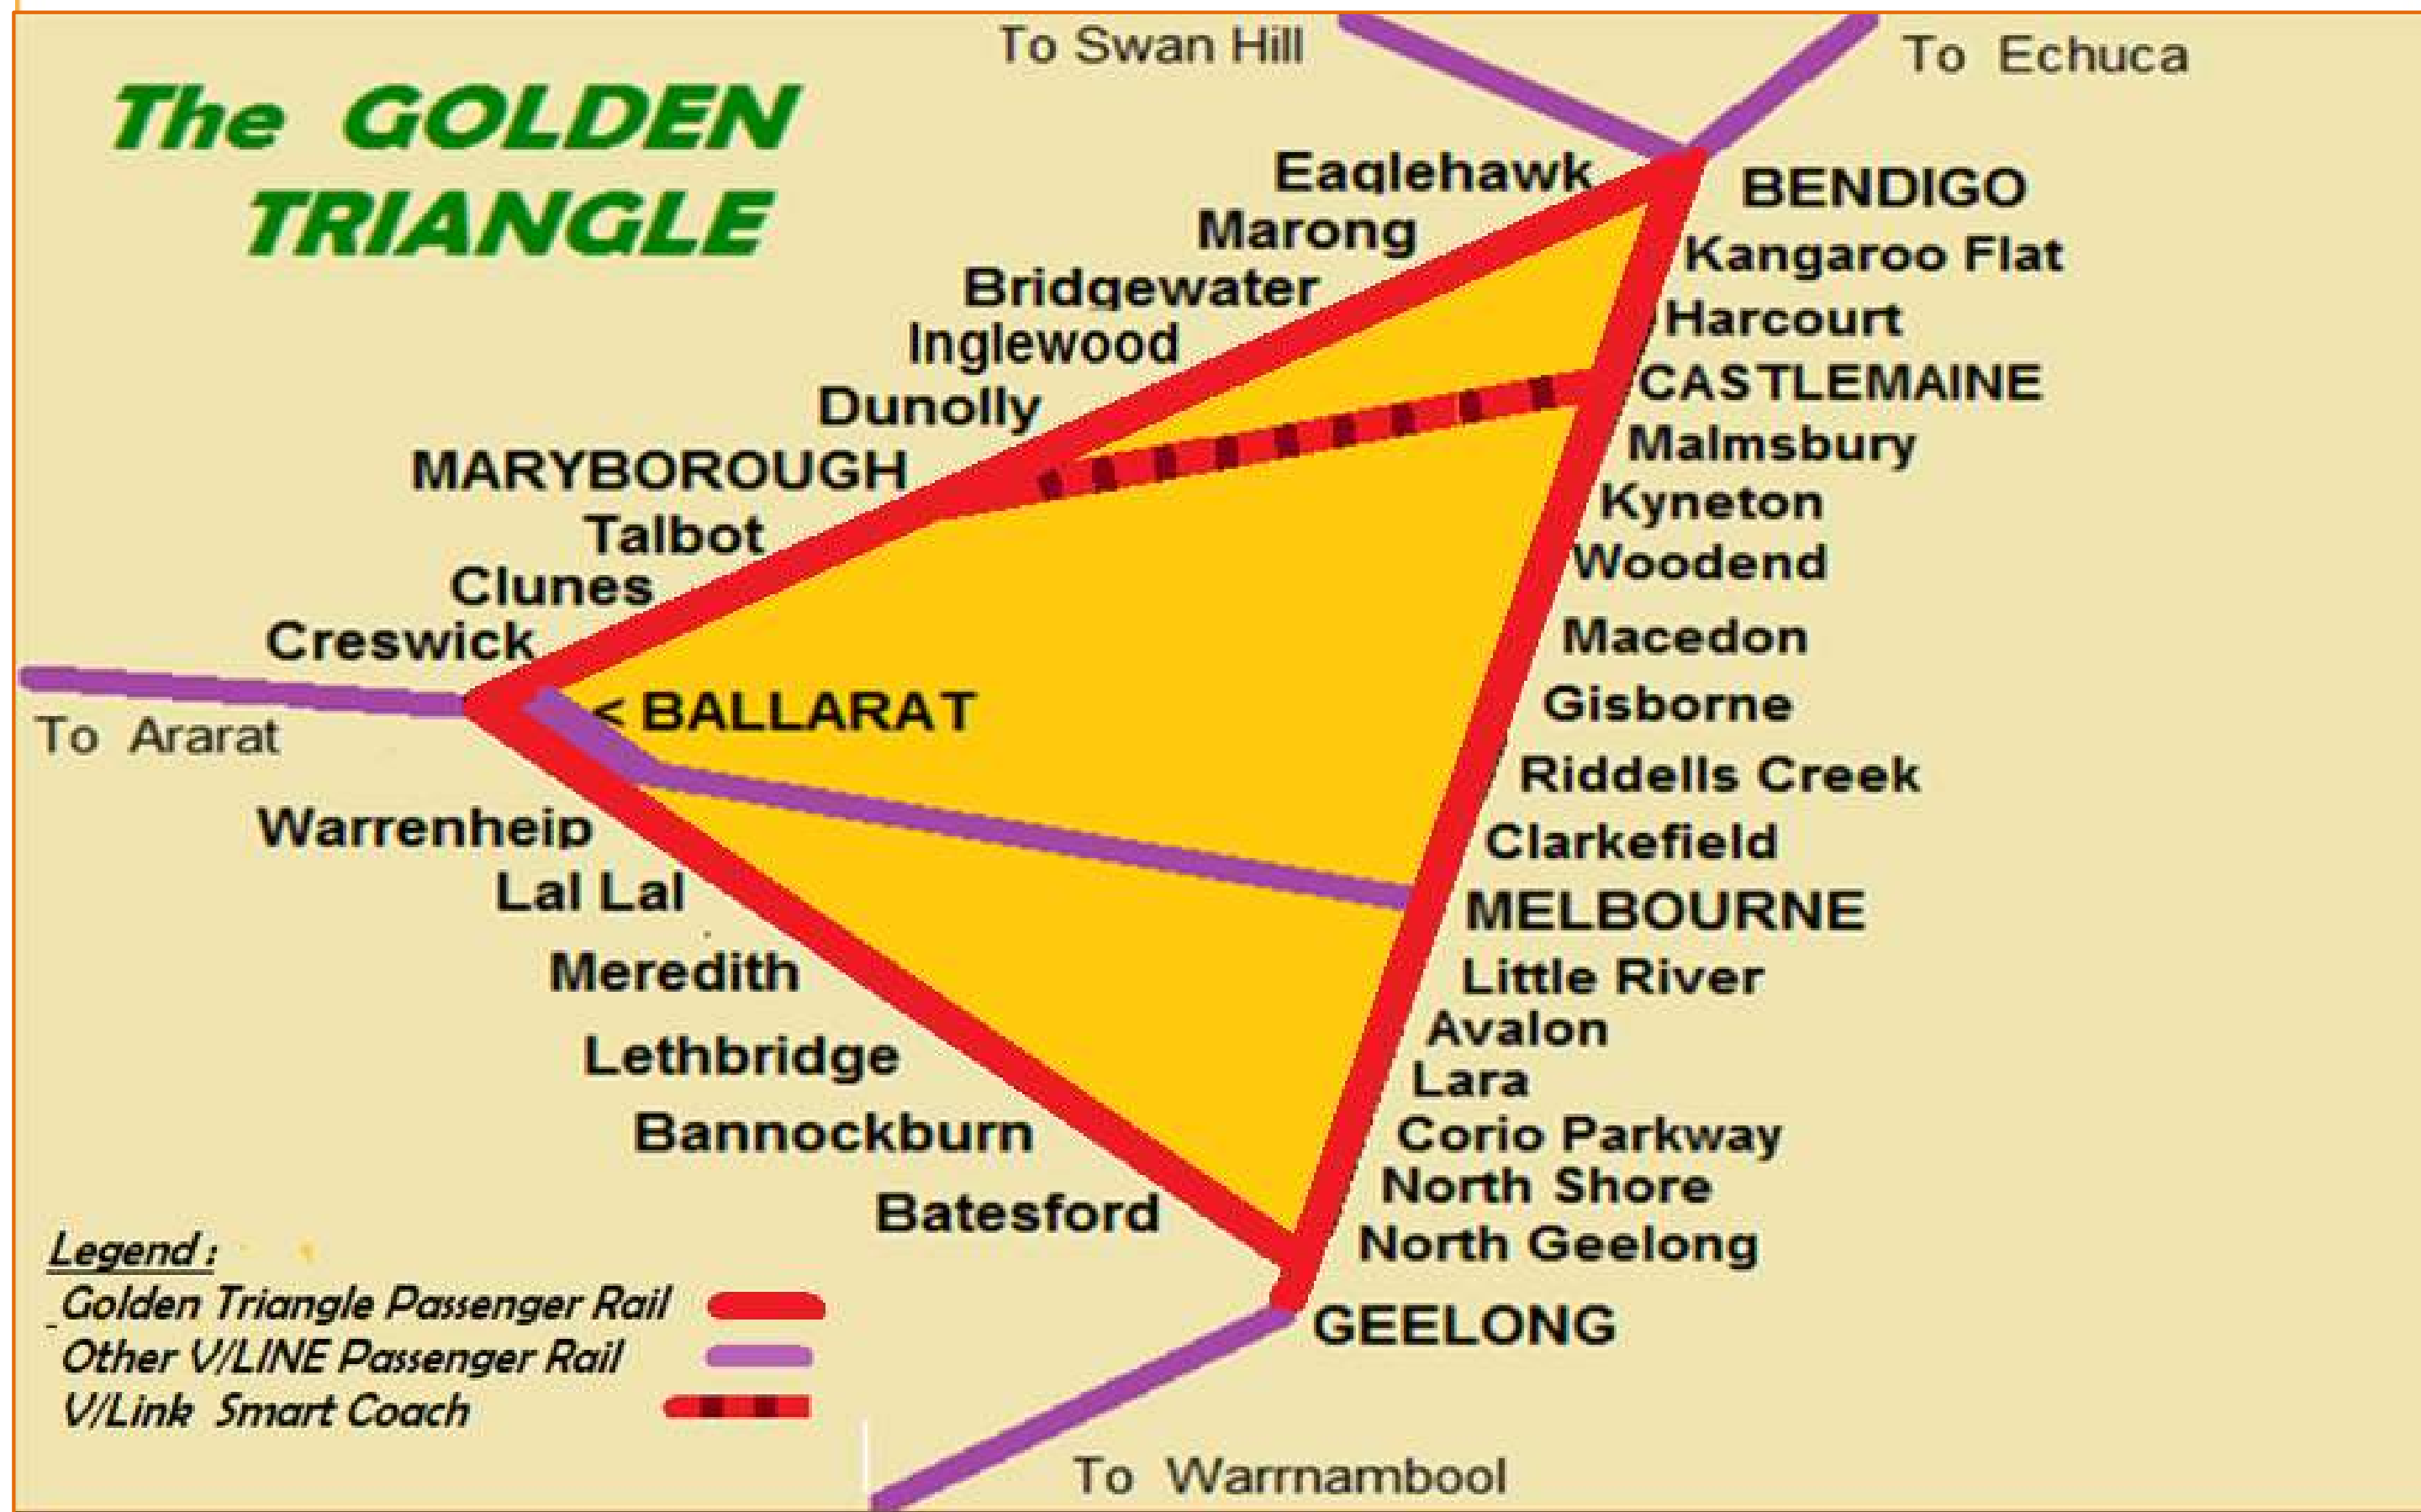 To Swan Hill
To Echuca
The GOLDEN
TRIANGLE
Eaglehawk
BENDIGO
Marong
Kangaroo Flat
Bridgewater
Harcourt
Inglewood
CASTLEMAINE
Dunolly
Malmsbury
MARYBOROUGH
Kyneton
Talbot
Woodend
Clunes
Macedon
Creswick
Gisborne
< BALLARAT
To Ararat
Riddells Creek
Warrenheip
Clarkefield
Lal Lal
MELBOURNE
Meredith
Little River
Avalon
Lethbridge
Lara
Bannockburn
Corio Parkway
North Shore
Batesford
North Geelong
GEELONG
Legend :
Golden Triangle Passenger Rail
Other V/LINE Passenger Rail
V/Link Smart Coach
To Warrnambool